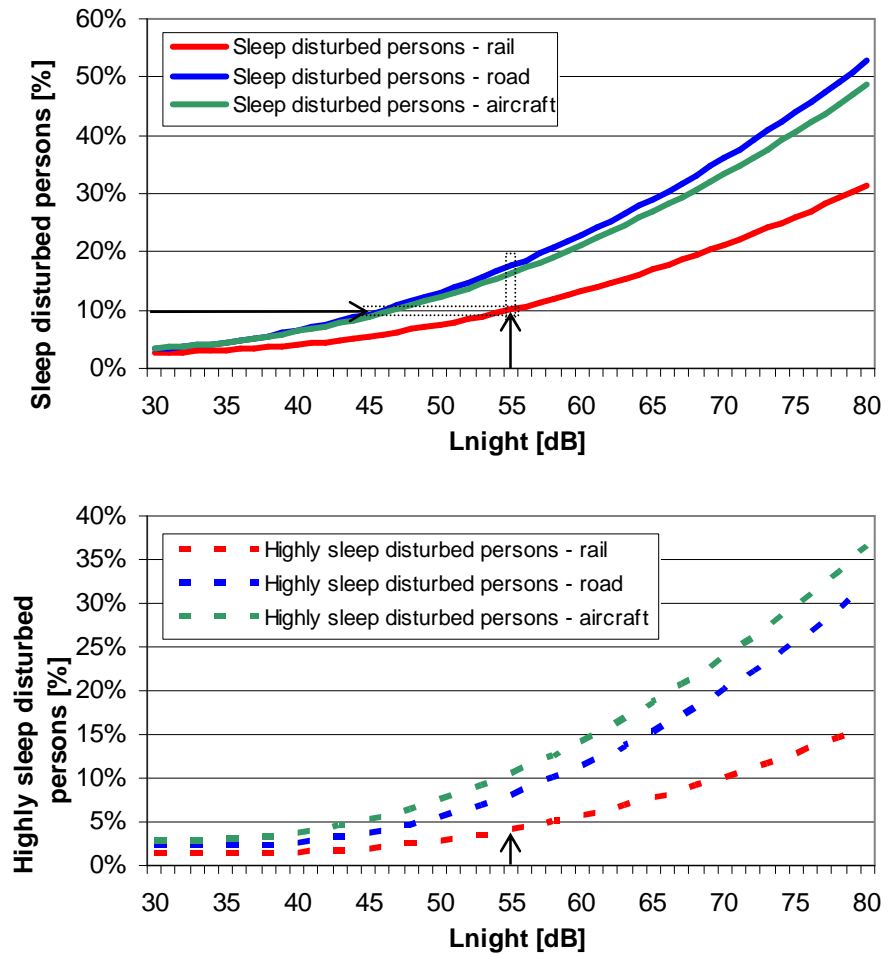 60%
50%
40%
30%
20%
10%
0%
Sleep disturbed persons [%]
Sleep disturbed persons - rail
Sleep disturbed persons - road
Sleep disturbed persons - aircraft
30 35 40 45 50 55 60 65 70 75 80
Lnight [dB]
40%
35%
30%
25%
20%
15%
10%
5%
0%
Highly sleep disturbed
persons [%]
Highly sleep disturbed persons - rail
Highly sleep disturbed persons - road
Highly sleep disturbed persons - aircraft
30 35 40 45 50 55 60 65 70 75 80
Lnight [dB]